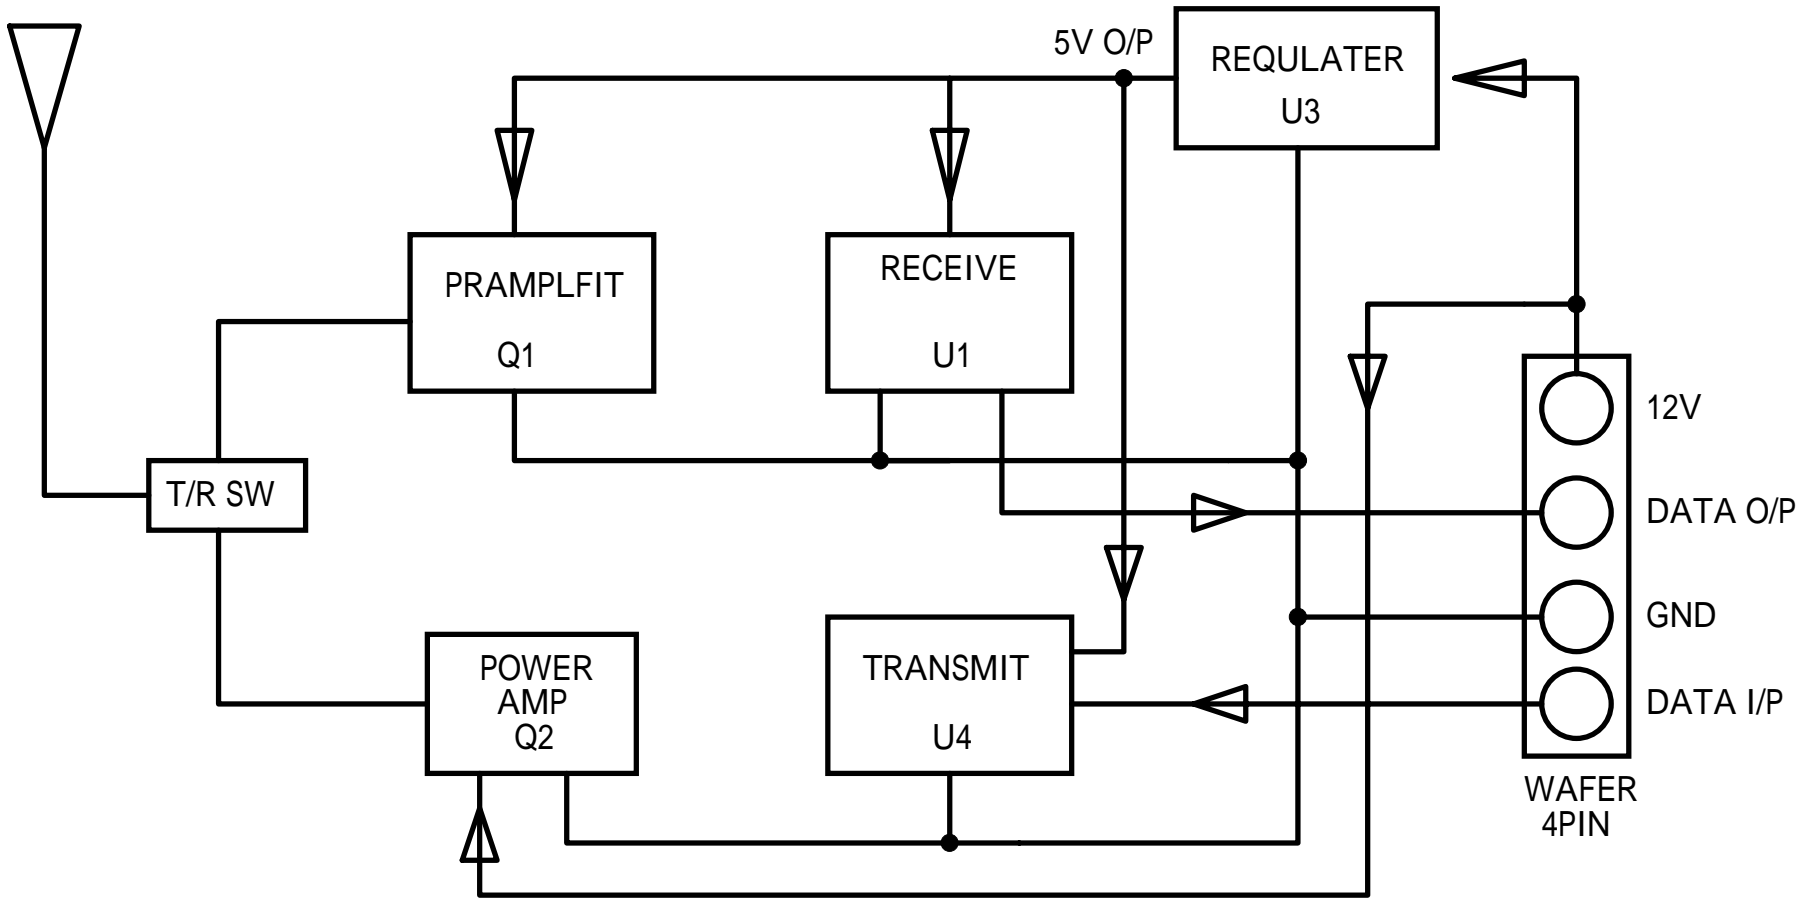 5V O/P
REQULATER
U3
PRAMPLFIT
Q1
RECEIVE
U1
12V
T/R SW
DATA O/P
GND
POWER
AMP
Q2
TRANSMIT
U4
DATA I/P
WAFER
4PIN